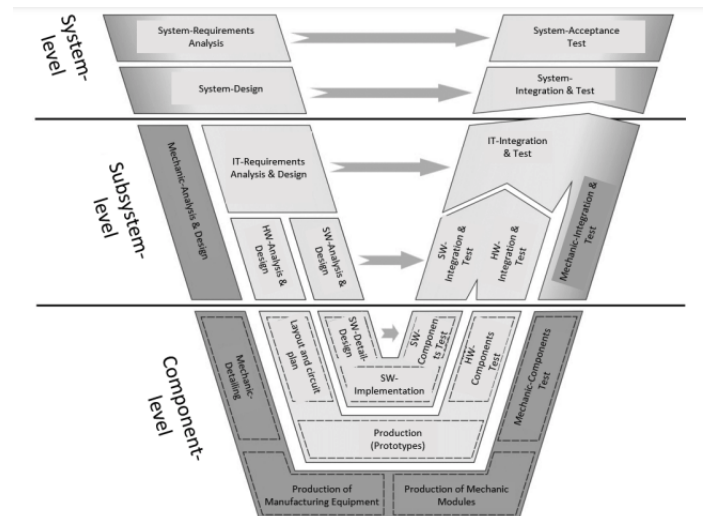 System-
level
System-Requirements
Analysis
System-Acceptance
Test
System-Design
System-
Integration & Test
Subsystem-
level
Mechanic-Analysis &
Design
IT-Requirements
Analysis & Design
IT-Integration
& Test
HW-Analysis &
Design
SW-Analysis &
Design
SW-
Integration &
Test
HW-
Integration &
Test
Mechanic-Integration &
Test
Component-
level
Mechanic-
Detailing
Layout and circuit
plan
SW-Detail-
Design
SW-
Componen
ts Test
HW-
Components
Test
Mechanic-Components
Test
SW-
Implementation
Production
(Prototypes)
Production of
Manufacturing Equipment
Production of Mechanic
Modules